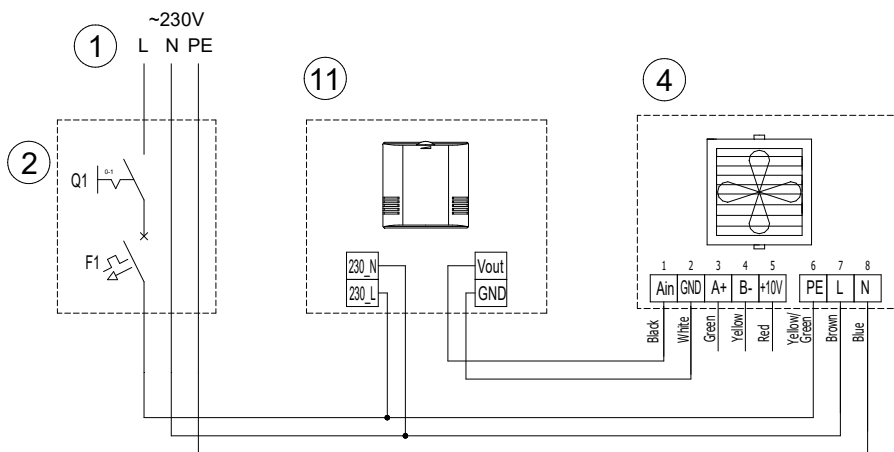 ~230V
L N PE
1
2
Q1
0-1
F1
11
230_N
230_L
Vout
GND
4
1 2 3 4 5 6 7 8
Ain GND A+ B- +10V PE L N
Black
White
Green
Yellow
Red
Yellow/
Green
Brown
Blue